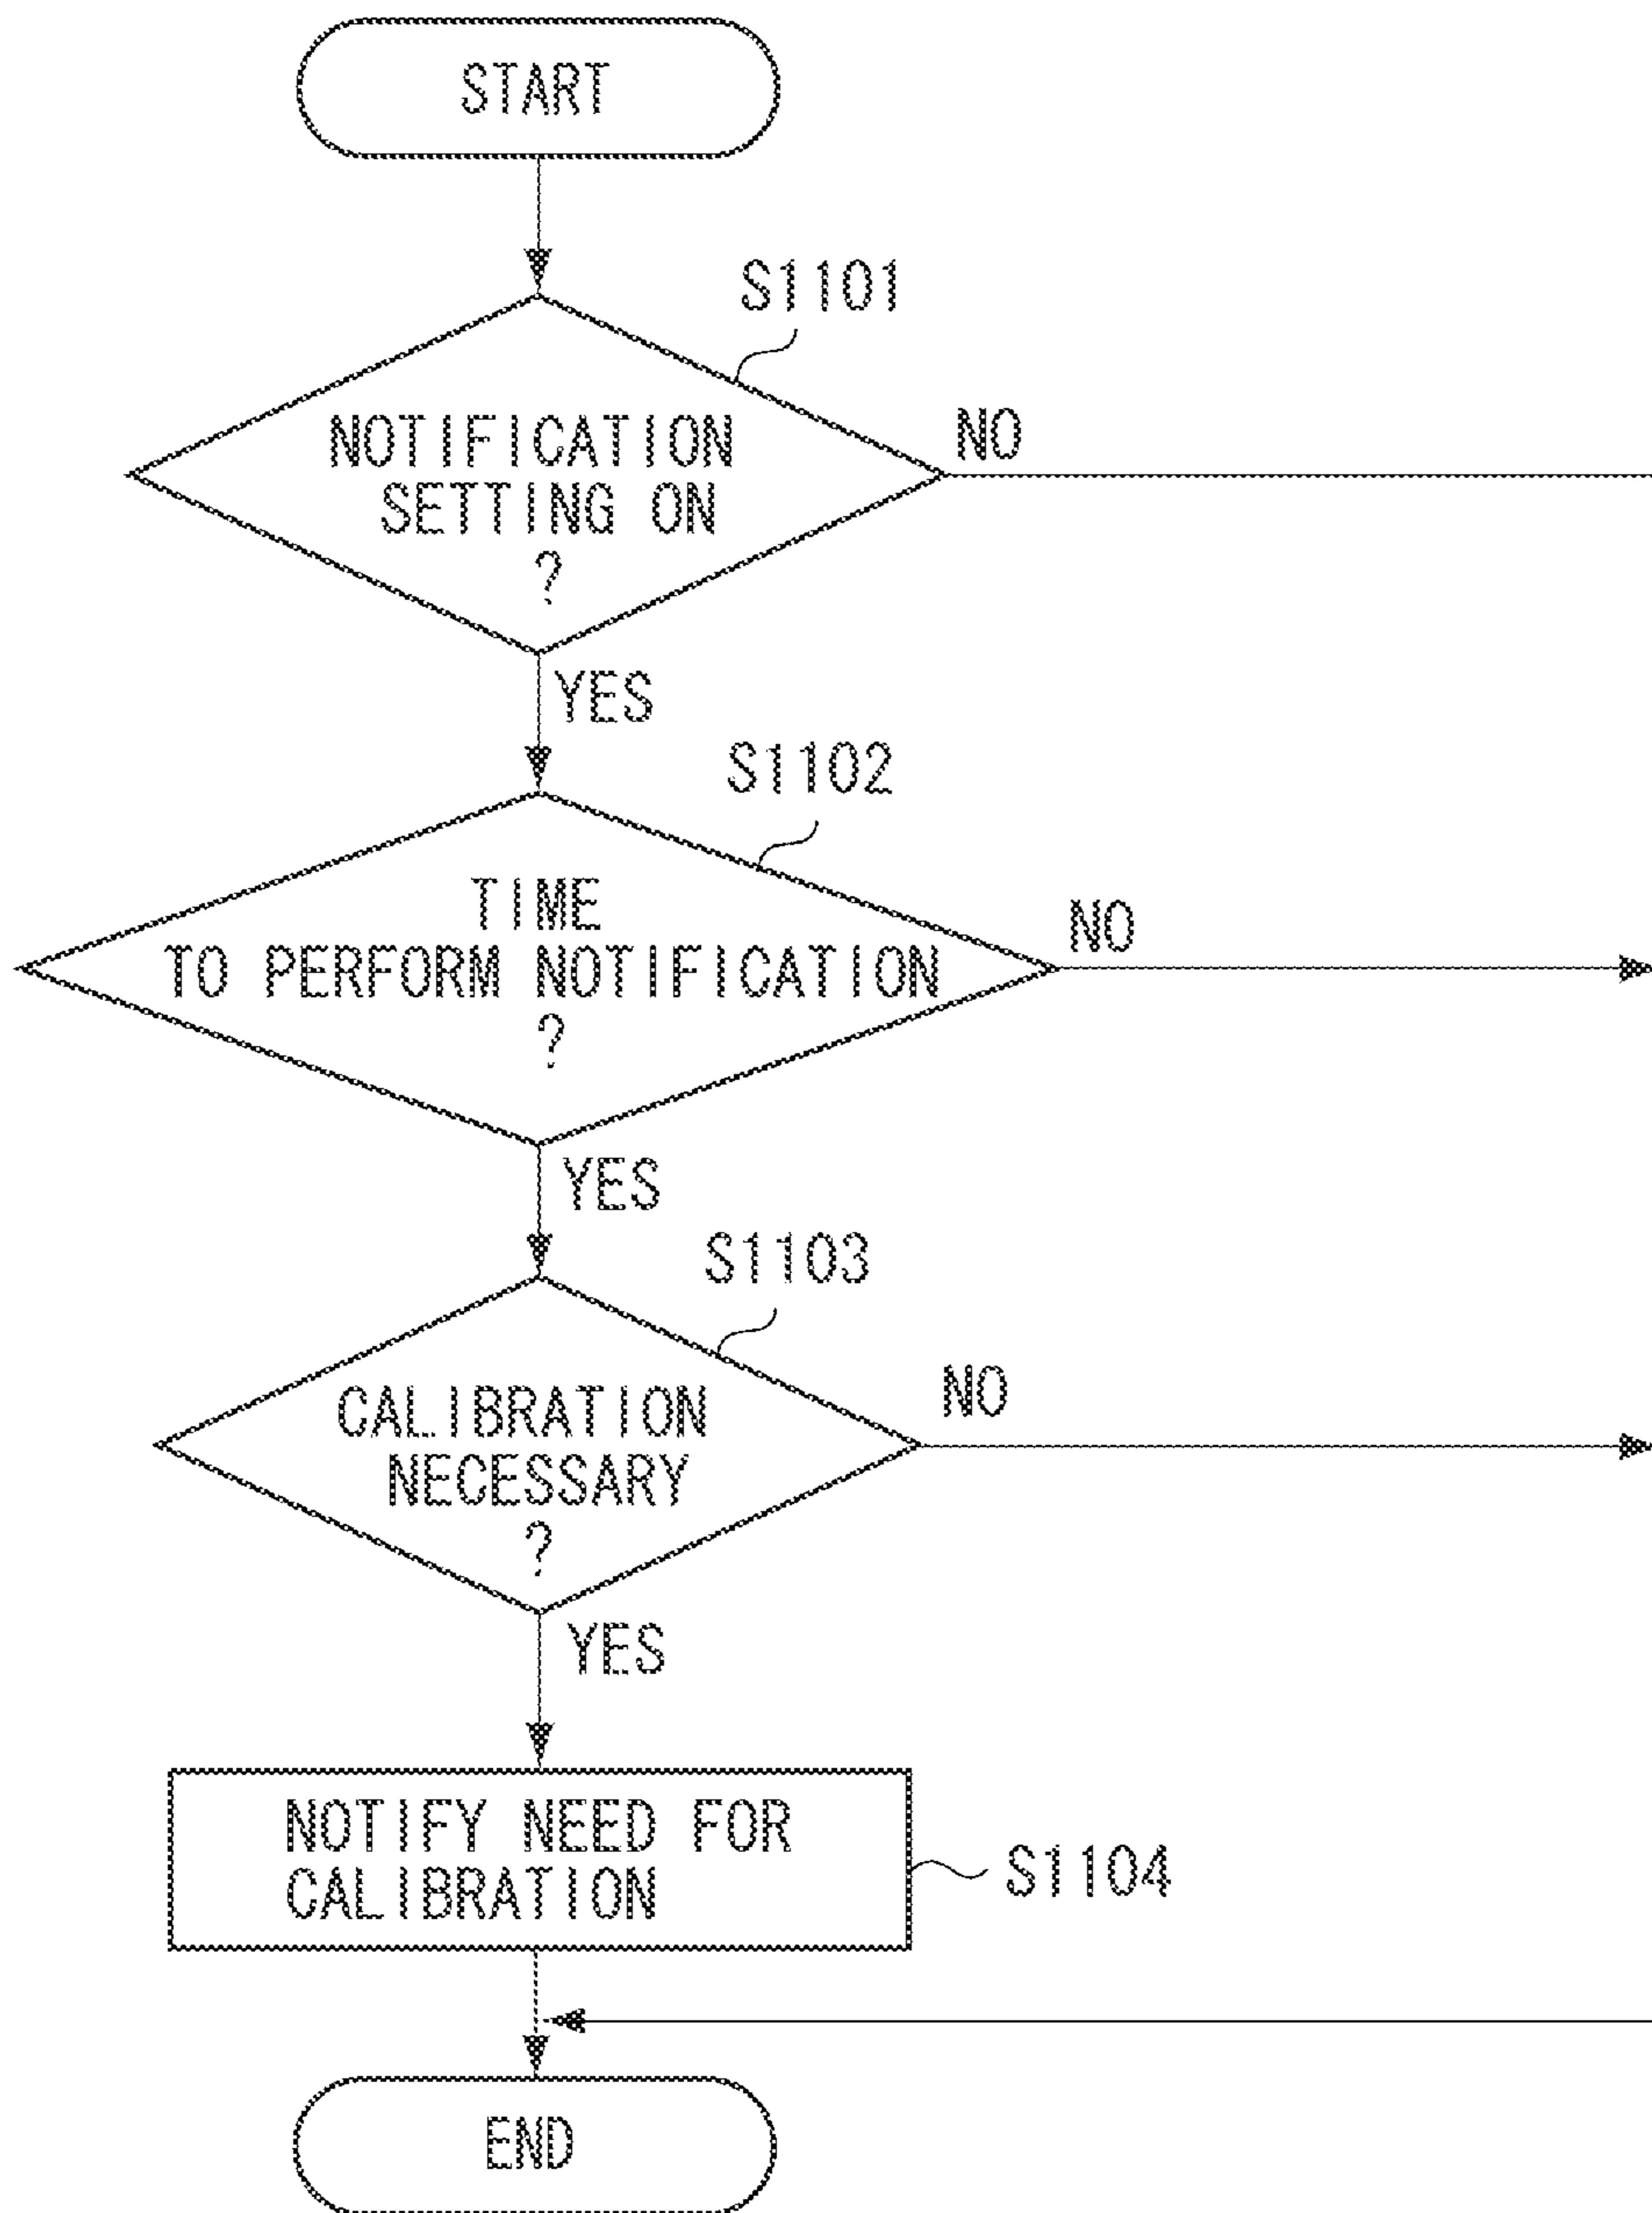 START
S1101
NOTIFICATION
SETTING ON
?
NO
YES
S1102
TIME
TO PERFORM NOTIFICATION
?
NO
YES
S1103
CALIBRATION
NECESSARY
?
NO
YES
NOTIFY NEED FOR
CALIBRATION
S1104
END